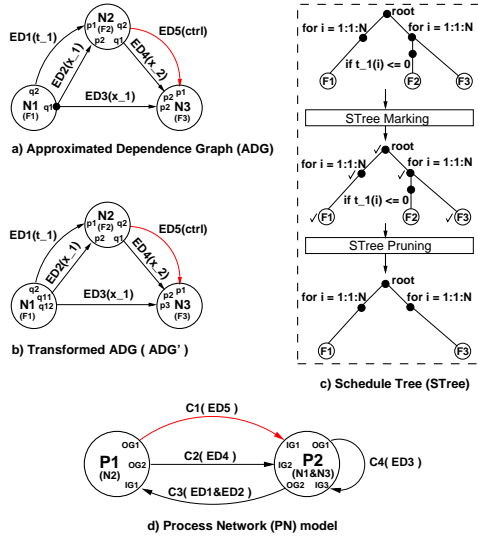 N2
(F2)
p1
q2
p2
q1
ED1(t_1)
ED2(x_1)
ED4(x_2)
ED5(ctrl)
q2
N1
q1
(F1)
ED3(x_1)
p1
p2
N3
(F3)
a) Approximated Dependence Graph (ADG)
N2
(F2)
p1
q2
p2
q1
ED1(t_1)
ED2(x_1)
ED4(x_2)
ED5(ctrl)
q2
q11
N1
q12
(F1)
ED3(x_1)
p1
p2
p3
N3
(F3)
b) Transformed ADG ( ADG' )
root
for i = 1:1:N
for i = 1:1:N
if t_1(i) <= 0
F1
F2
F3
STree Marking
root
for i = 1:1:N
for i = 1:1:N
if t_1(i) <= 0
F1
F2
F3
STree Pruning
root
for i = 1:1:N
for i = 1:1:N
F1
F3
c) Schedule Tree (STree)
C1( ED5)
OG1
P1
OG2
(N2)
IG1
C2( ED4)
C3( ED1&ED2)
IG1
OG1
P2
IG2
(N1&N3)
OG2
IG3
C4( ED3 )
d) Process Network (PN) model